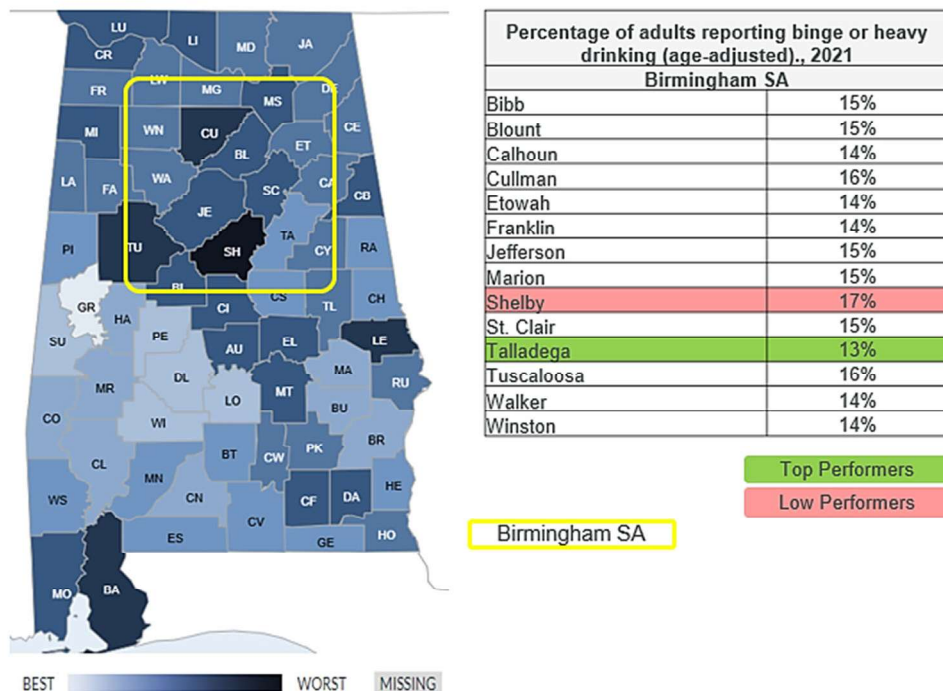 LU
LI
MD
JA
CR
FR
LW
MG
DE
MS
MI
WN
CU
CE
BL
ET
LA
FA
WA
SC
CA
CB
JE
PI
TU
SH
TA
CY
RA
BI
GR
HA
CI
CS
TL
CH
SU
PE
AU
EL
LE
DL
MA
MR
MT
RU
CO
WI
LO
BU
CL
BT
CW
PK
BR
WS
MN
CN
CF
DA
HE
CV
ES
GE
HO
MO
BA
BEST WORST MISSING
Percentage of adults reporting binge or heavy
drinking (age-adjusted)., 2021
Birmingham SA
Bibb 15%
Blount 15%
Calhoun 14%
Cullman 16%
Etowah 14%
Franklin 14%
Jefferson 15%
Marion 15%
Shelby 17%
St. Clair 15%
Talladega 13%
Tuscaloosa 16%
Walker 14%
Winston 14%
Top Performers
Low Performers
Birmingham SA